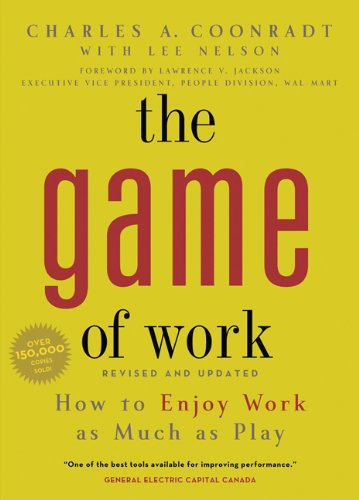 CHARLES A. COONRADT
WITH LEE NELSON
FOREWORD BY LAWRENCE V. JACKSON
EXECUTIVE VICE PRESIDENT, PEOPLE DIVISION, WAL MART
the
game
of work
OVER
150,000
COPIES
SOLD!
REVISED AND UPDATED
How to Enjoy Work
as Much as Play
"One of the best tools available for improving performance."
GENERAL ELECTRIC CAPITAL CANADA